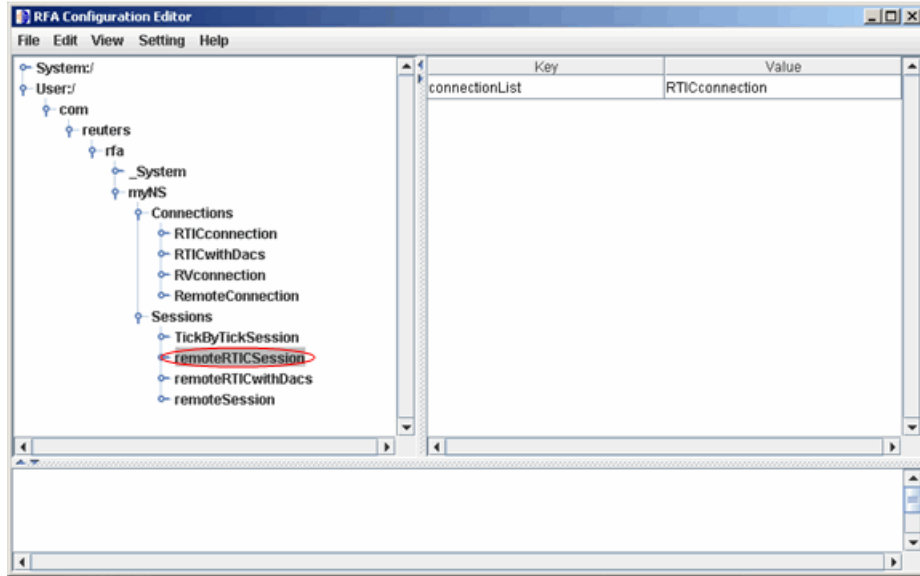 RFA Configuration Editor
File Edit View Setting Help
System:/
User:/
com
reuters
rfa
_System
myNS
Connections
RTICconnection
RTICwithDacs
RVconnection
RemoteConnection
Sessions
TickByTickSession
remoteRTICSession
remoteRTICwithDacs
remoteSession
Key Value
connectionList RTICconnection